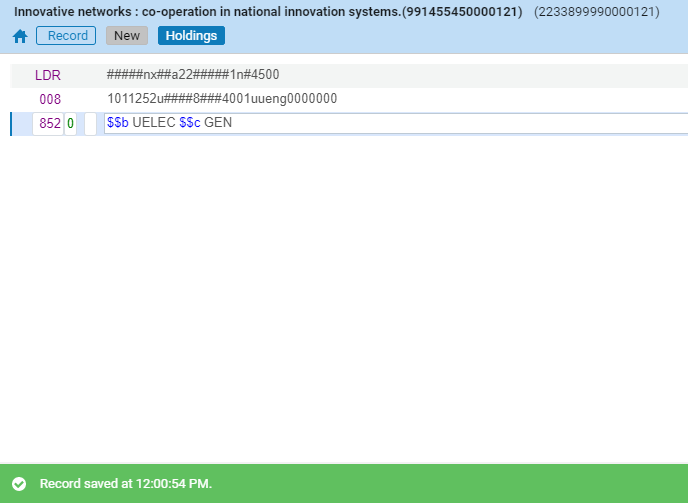 Innovative networks : co-operation in national innovation systems.(991455450000121) (2233899990000121)
Record New Holdings
LDR #####nx##a22#####1n#4500
008 1011252u####8###4001uueng0000000
852 0 $$b UELEC $$c GEN
Record saved at 12:00:54 PM.